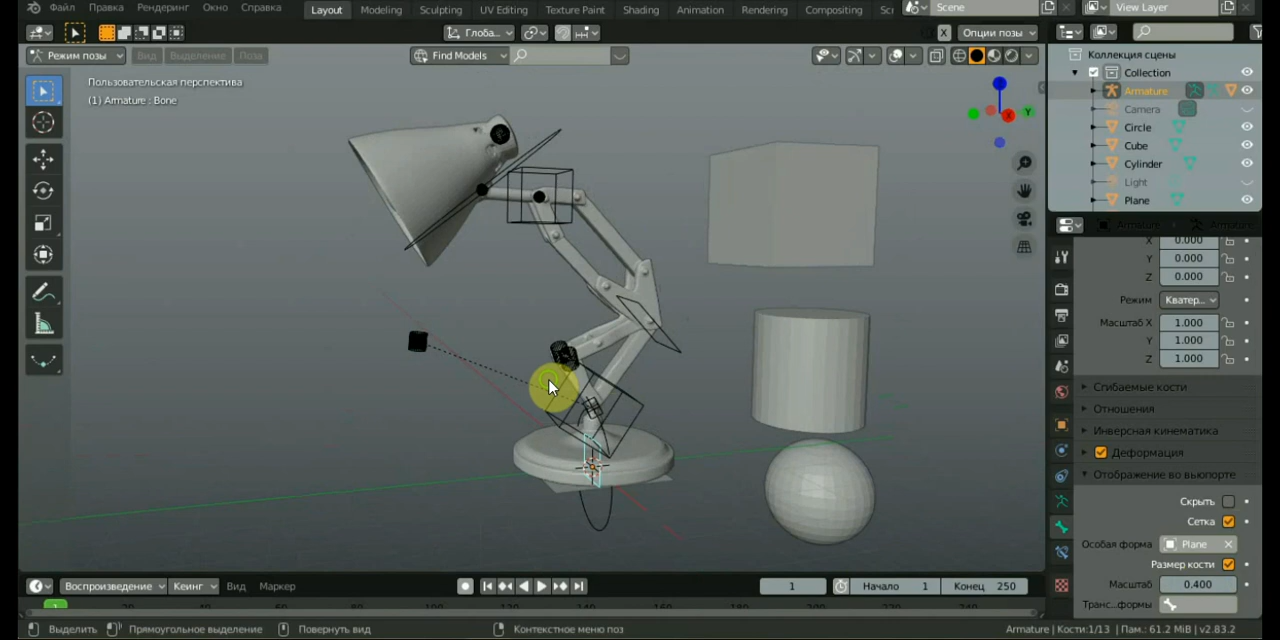 Файл Правка Рендеринг Окно Справка Layout Modeling Sculpting UV Editing Texture Paint Shading Animation Rendering Compositing Scene View Layer
Глоба... X Опции позы
Режим позы Вид Выделение Поза Find Models
Пользовательская перспектива
(1) Armature : Bone
Y
X
Коллекция сцены
Collection
Armature
Camera
Circle
Cube
Cylinder
Light
Plane
Armature Armature
X 0.000
Y 0.000
Z 0.000
Режим Кватер...
Масштаб X 1.000
Y 1.000
Z 1.000
Сгибаемые кости
Отношения
Инверсная кинематика
Деформация
Отображение во вьюпорте
Скрыть
Сетка
Особая форма Plane
Размер кости
Масштаб 0.400
Транс...формы
Воспроизведение Кеинг Вид Маркер 1 Начало 1 Конец 250
1
Выделить Прямоугольное выделение Повернуть вид Контекстное меню поз Armature | Кости:1/13 | Пам.: 61.2 MiB | v2.83.2